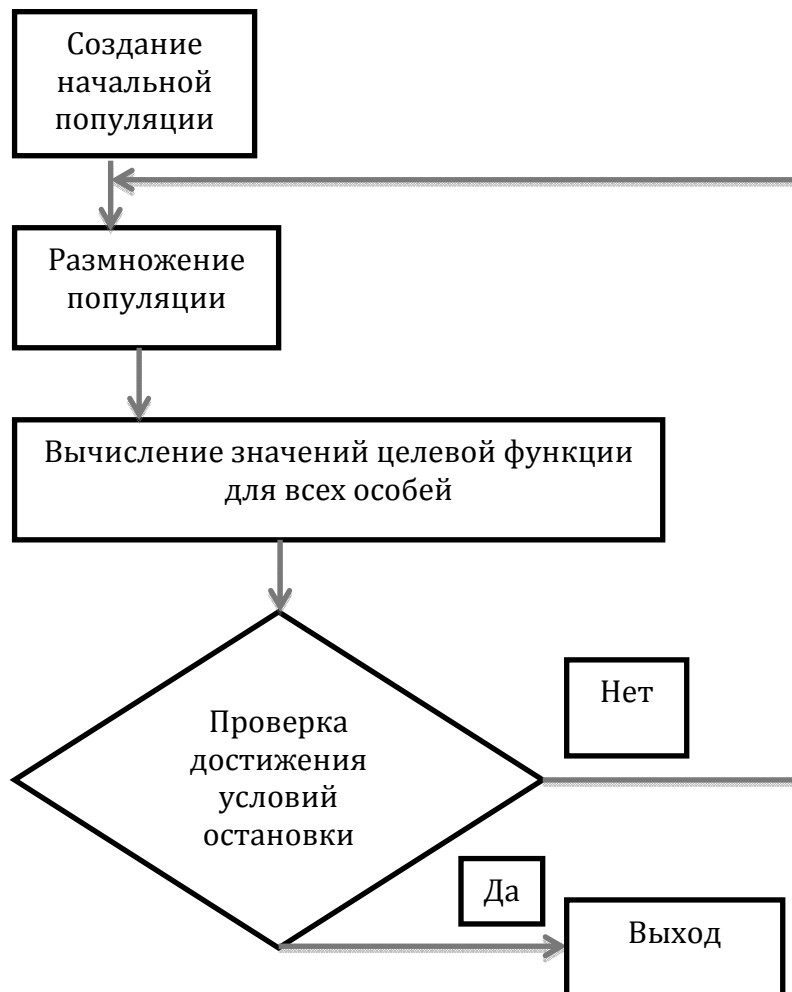 Создание
начальной
популяции
Размножение
популяции
Вычисление значений целевой функции
для всех особей
Проверка
достижения
условий
остановки
Нет
Да
Выход